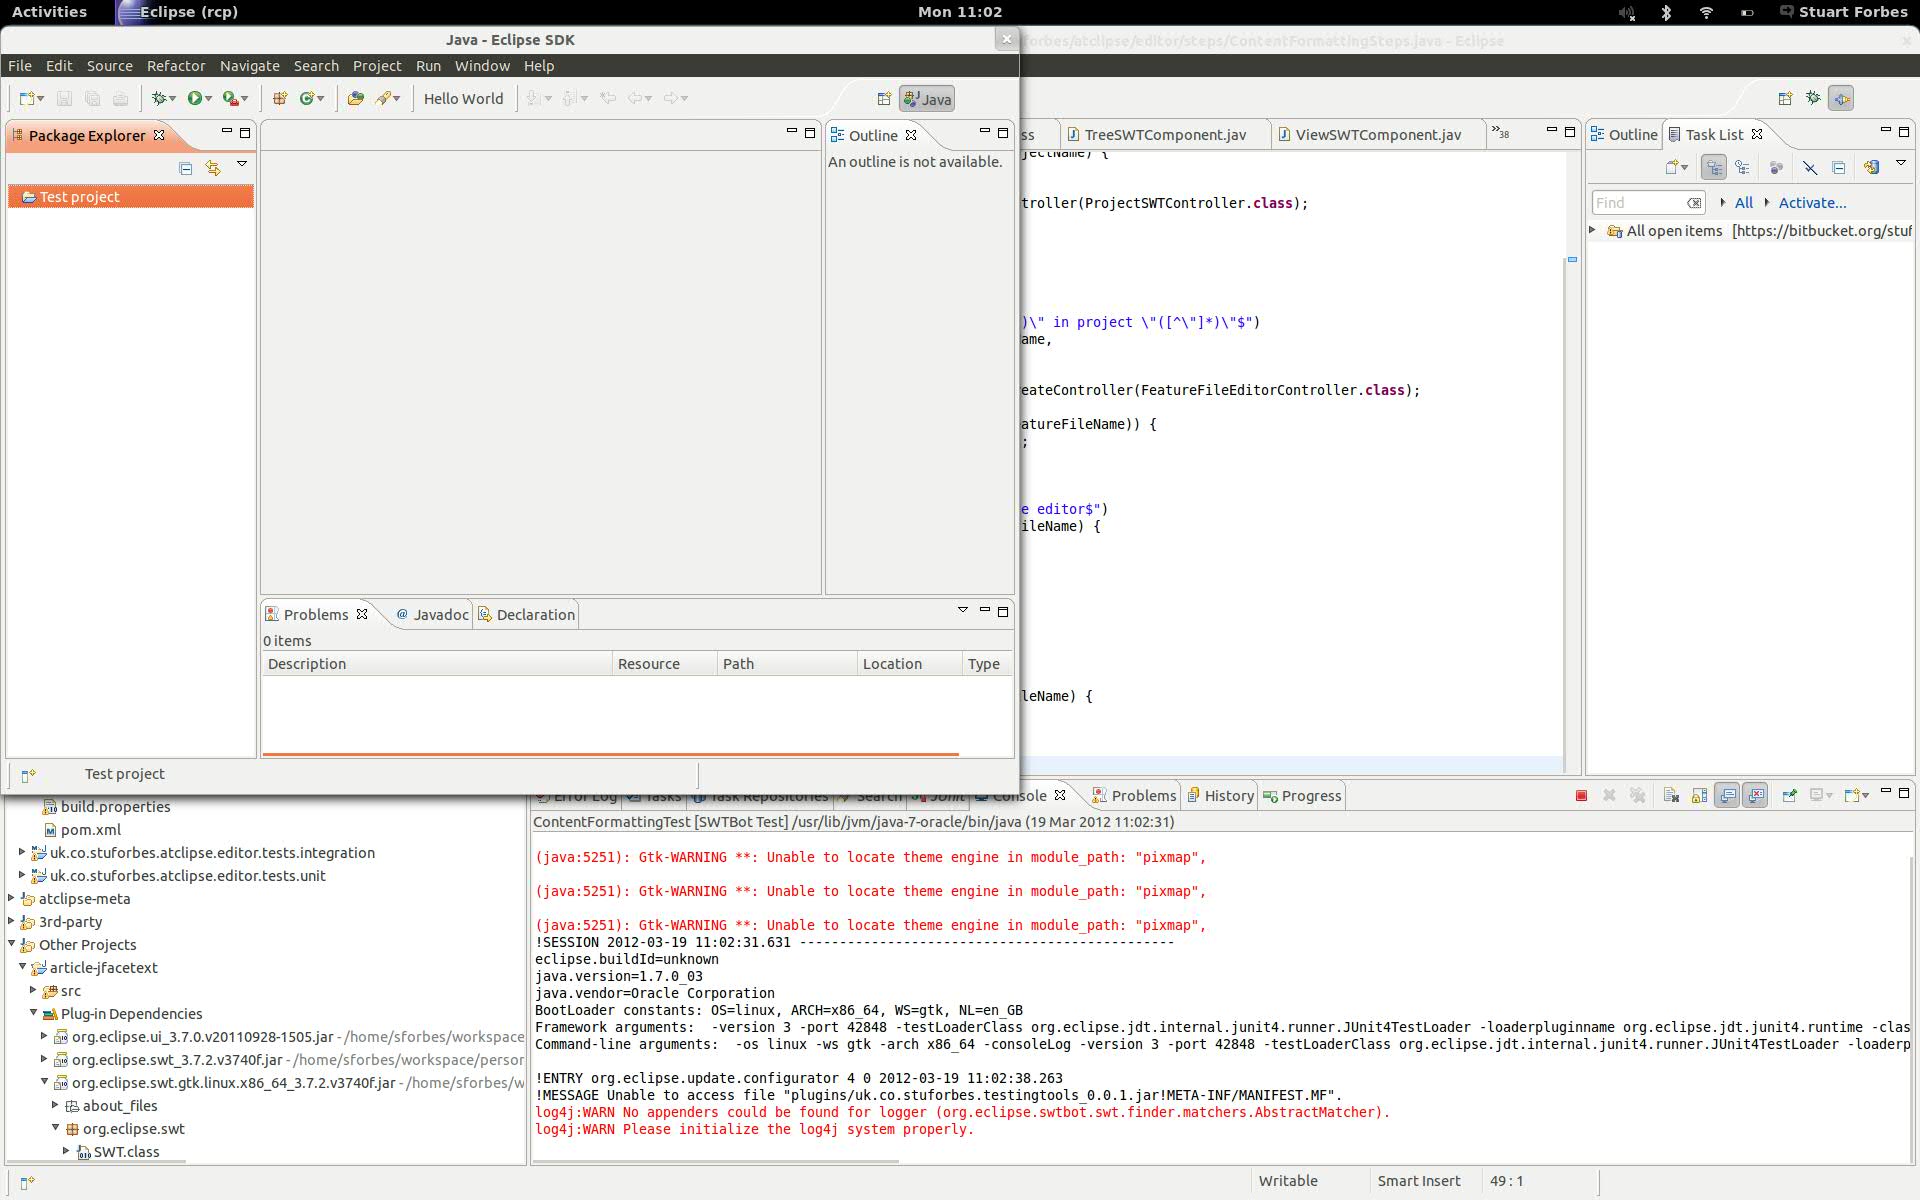 Activities
Eclipse (rcp)
Mon 11:02
Stuart Forbes
Java - Eclipse SDK
forbes/atclipse/editor/steps/ContentFormattingSteps.java - Eclipse
File Edit Source Refactor Navigate Search Project Run Window Help
Hello World
Java
Package Explorer
Test project
Outline
An outline is not available.
Problems
Javadoc
Declaration
0 items
Description Resource Path Location Type
Test project
ss
TreeSWTComponent.jav
ViewSWTComponent.jav
»38
jectName) {
troller(ProjectSWTController.class);
)\" in project \"([^\"]*)\"$")
ame,
eateController(FeatureFileEditorController.class);
atureFileName)) {
;
e editor$")
ileName) {
leName) {
Outline
Task List
Find
All
Activate...
All open items [https://bitbucket.org/stuf
build.properties
pom.xml
uk.co.stuforbes.atclipse.editor.tests.integration
uk.co.stuforbes.atclipse.editor.tests.unit
atclipse-meta
3rd-party
Other Projects
article-jfacetext
src
Plug-in Dependencies
org.eclipse.ui_3.7.0.v20110928-1505.jar - /home/sforbes/workspace
org.eclipse.swt_3.7.2.v3740f.jar - /home/sforbes/workspace/person
org.eclipse.swt.gtk.linux.x86_64_3.7.2.v3740f.jar - /home/sforbes/w
about_files
org.eclipse.swt
SWT.class
Error Log
Tasks
Task Repositories
Search
JUnit
Console
Problems
History
Progress
ContentFormattingTest [SWTBot Test] /usr/lib/jvm/java-7-oracle/bin/java (19 Mar 2012 11:02:31)
(java:5251): Gtk-WARNING **: Unable to locate theme engine in module_path: "pixmap",
(java:5251): Gtk-WARNING **: Unable to locate theme engine in module_path: "pixmap",
(java:5251): Gtk-WARNING **: Unable to locate theme engine in module_path: "pixmap",
!SESSION 2012-03-19 11:02:31.631 -----------------------------------------------
eclipse.buildId=unknown
java.version=1.7.0_03
java.vendor=Oracle Corporation
BootLoader constants: OS=linux, ARCH=x86_64, WS=gtk, NL=en_GB
Framework arguments:  -version 3 -port 42848 -testLoaderClass org.eclipse.jdt.internal.junit4.runner.JUnit4TestLoader -loaderpluginname org.eclipse.jdt.junit4.runtime -clas
Command-line arguments:  -os linux -ws gtk -arch x86_64 -consoleLog -version 3 -port 42848 -testLoaderClass org.eclipse.jdt.internal.junit4.runner.JUnit4TestLoader -loaderp
!ENTRY org.eclipse.update.configurator 4 0 2012-03-19 11:02:38.263
!MESSAGE Unable to access file "plugins/uk.co.stuforbes.testingtools_0.0.1.jar!META-INF/MANIFEST.MF".
log4j:WARN No appenders could be found for logger (org.eclipse.swtbot.swt.finder.matchers.AbstractMatcher).
log4j:WARN Please initialize the log4j system properly.
Writable
Smart Insert
49 : 1